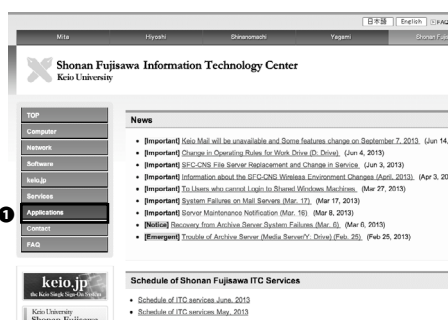 日本語 English FAQ
Mita Hiyoshi Shinanomachi Yagami Shonan Fuji
Shonan Fujisawa Information Technology Center
Keio University
TOP
Computer
Network
Software
keio.jp
Services
1 Applications
Contact
FAQ
News
[Important] Keio Mail will be unavailable and Some features change on September 7, 2013 (Jun 14,
[Important] Change in Operating Rules for Work Drive (D: Drive) (Jun 4, 2013)
[Important] SFC-CNS File Server Replacement and Change in Service (Jun 3, 2013)
[Important] Information about the SFC-CNS Wireless Environment Changes (April, 2013) (Apr 3, 20
[Important] To Users who cannot Login to Shared Windows Machines (Mar 27, 2013)
[Important] System Failures on Mail Servers (Mar. 17) (Mar 17, 2013)
[Important] Server Maintenance Notification (Mar. 16) (Mar 8, 2013)
[Notice] Recovery from Archive Server System Failures (Mar. 6) (Mar 6, 2013)
[Emergent] Trouble of Archive Server (Media Server/Y: Drive) (Feb. 25) (Feb 25, 2013)
keio.jp
the Keio Single Sign-On System
Keio University
Shonan Fujisawa
Schedule of Shonan Fujisawa ITC Services
Schedule of ITC services June, 2013
Schedule of ITC services May, 2013